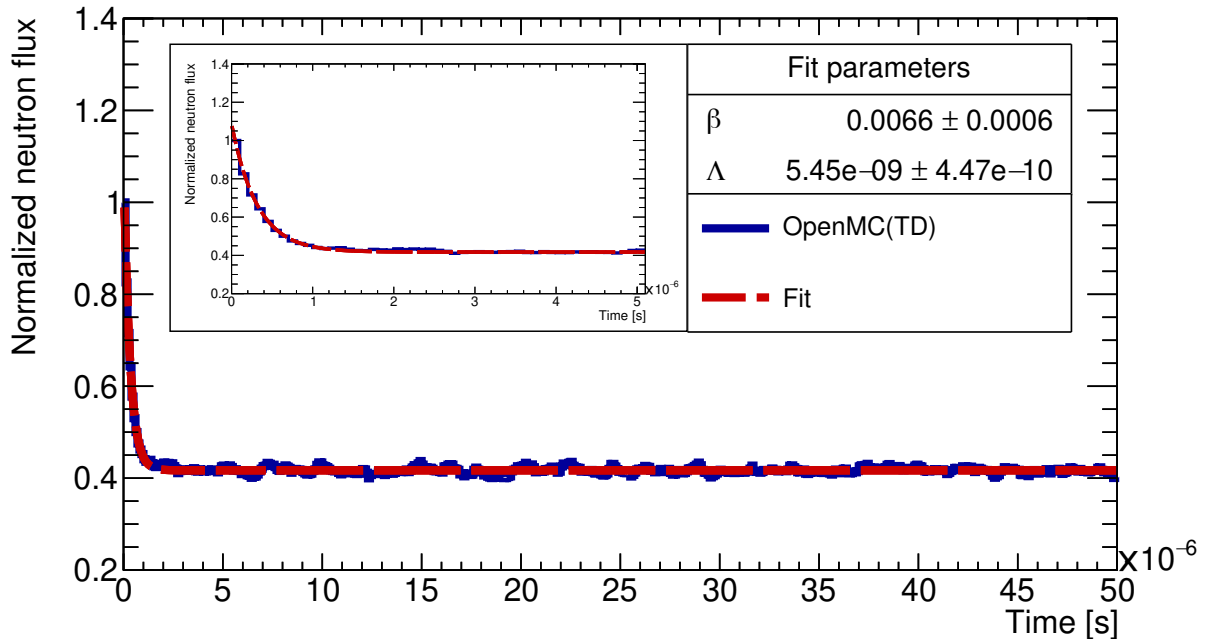 Normalized neutron flux
1.4
1.2
1
0.8
0.6
0.4
0.2
0 5 10 15 20 25 30 35 40 45 50
×10⁻⁶
Time [s]
Normalized neutron flux
1.4
1.2
1
0.8
0.6
0.4
0.2
0 1 2 3 4 5
×10⁻⁶
Time [s]
Fit parameters
β 0.0066 ± 0.0006
Λ 5.45e−09 ± 4.47e−10
OpenMC(TD)
Fit